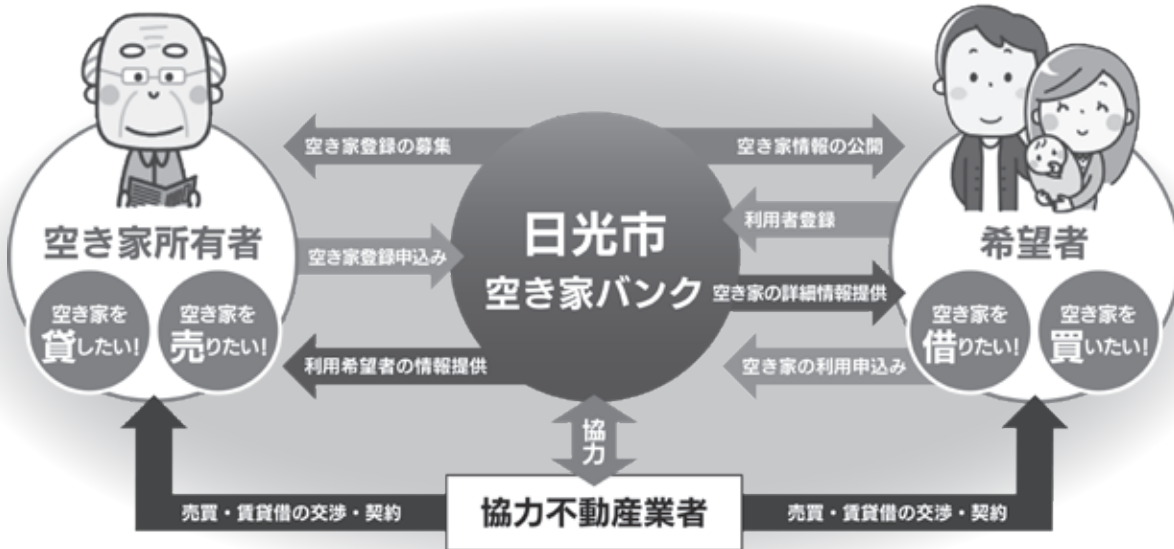 空き家登録の募集
空き家情報の公開
利用者登録
空き家所有者
空き家登録申込み
日光市
空き家バンク
希望者
空き家の詳細情報提供
空き家を
貸したい!
空き家を
売りたい!
空き家を
借りたい!
空き家を
買いたい!
利用希望者の情報提供
空き家の利用申込み
協力
売買・賃貸借の交渉・契約
協力不動産業者
売買・賃貸借の交渉・契約